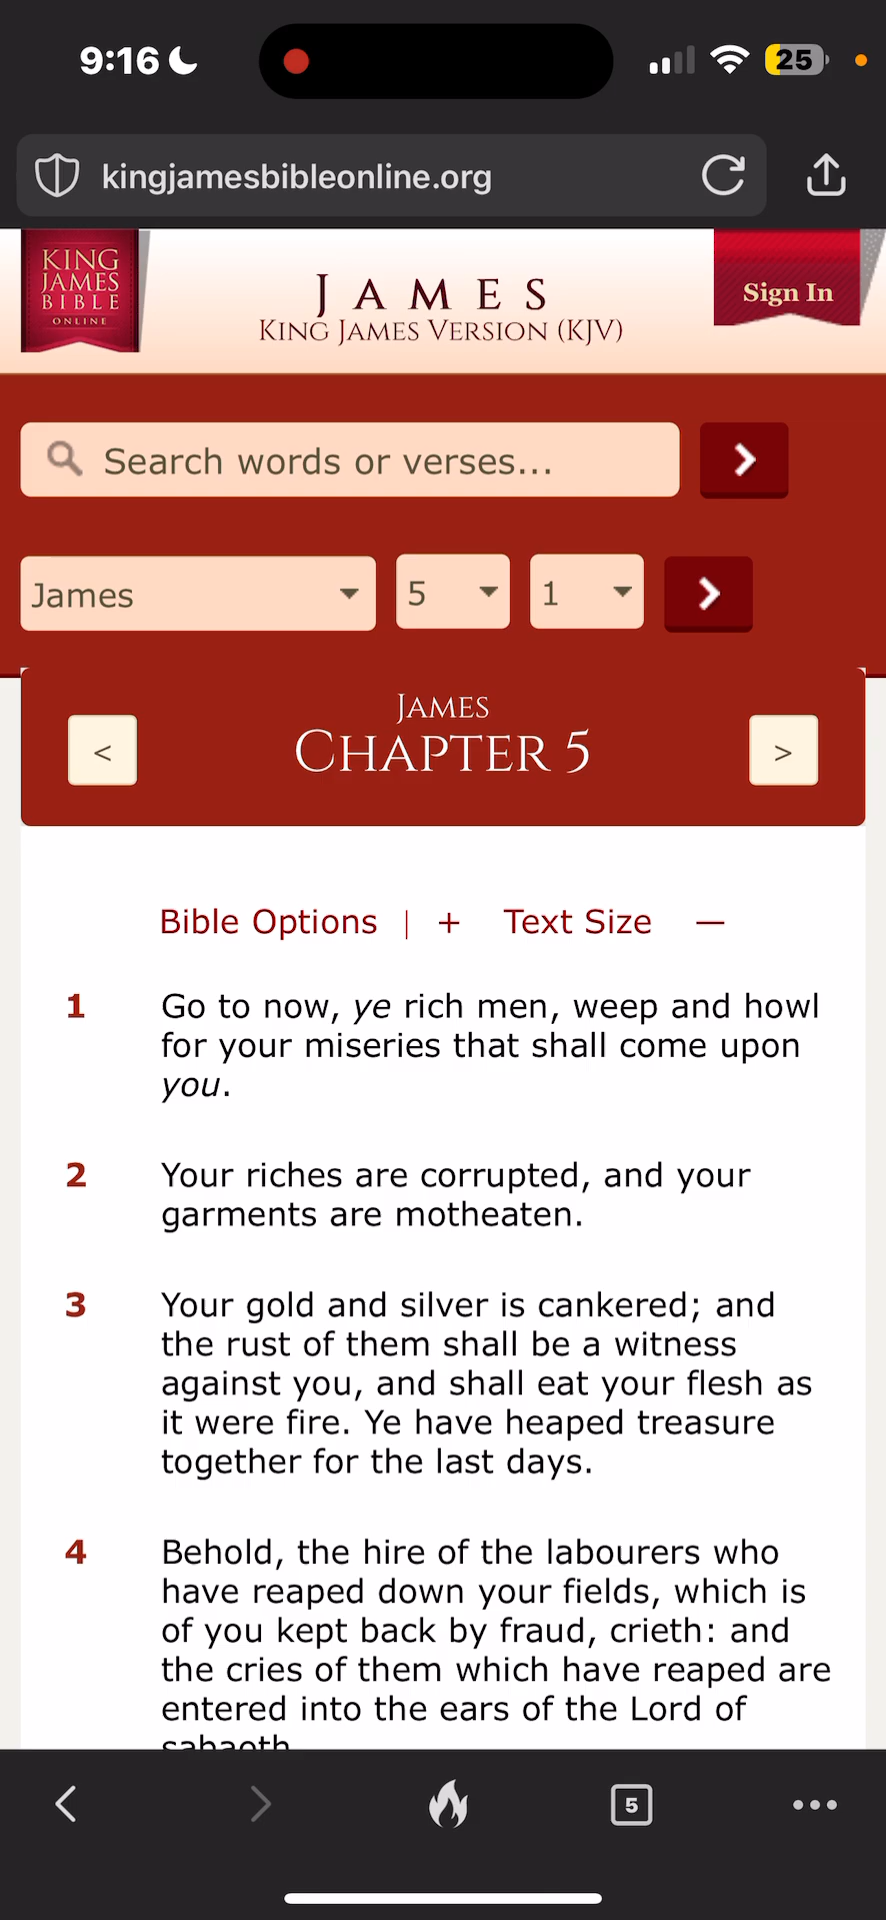 9:16
25
kingjamesbibleonline.org
KING
JAMES
BIBLE
ONLINE
JAMES
KING JAMES VERSION (KJV)
Sign In
Search words or verses...
James
5
1
JAMES
CHAPTER 5
<
>
Bible Options | + Text Size —
1 Go to now, ye rich men, weep and howl
for your miseries that shall come upon
you.
2 Your riches are corrupted, and your
garments are motheaten.
3 Your gold and silver is cankered; and
the rust of them shall be a witness
against you, and shall eat your flesh as
it were fire. Ye have heaped treasure
together for the last days.
4 Behold, the hire of the labourers who
have reaped down your fields, which is
of you kept back by fraud, crieth: and
the cries of them which have reaped are
entered into the ears of the Lord of
sabaoth
5